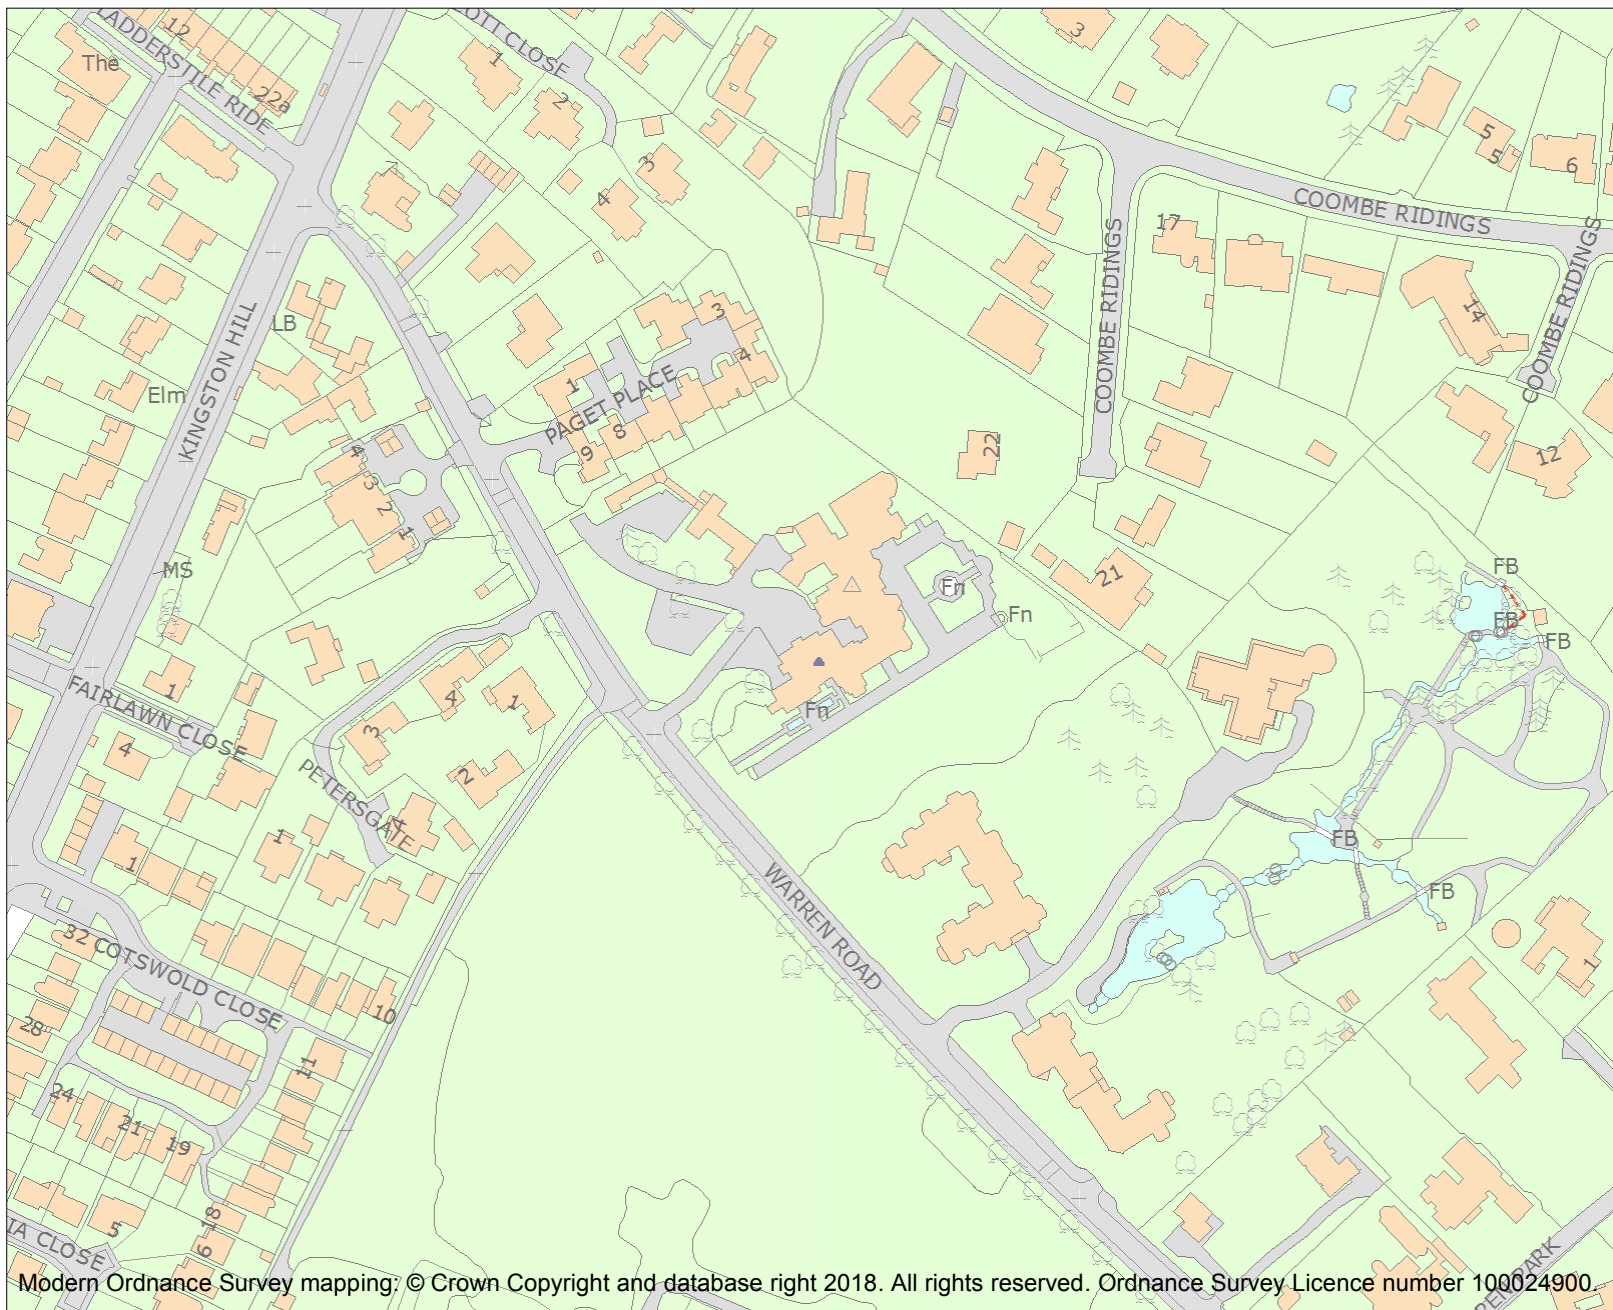 LADDERSTILE RIDE
12
The
22a
OTT CLOSE
1
2
3
4
3
COOMBE RIDINGS
5
5
6
17
COOMBE RIDINGS
COOMBE RIDINGS
14
12
22
21
KINGSTON HILL
LB
Elm
MS
PAGET PLACE
1
3
4
8
9
4
3
2
1
Fn
Fn
Fn
FB
FB
FB
FB
FB
FAIRLAWN CLOSE
1
4
PETERSGATE
4
1
3
2
4
1
1
WARREN ROAD
32
COTSWOLD CLOSE
10
28
11
24
21
19
18
6
5
IA CLOSE
1
RENPARK
Modern Ordnance Survey mapping: © Crown Copyright and database right 2018. All rights reserved. Ordnance Survey Licence number 100024900.